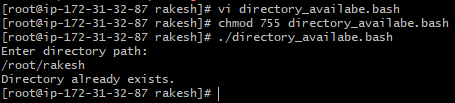 [root@ip-172-31-32-87 rakesh]# vi directory_availabe.bash
[root@ip-172-31-32-87 rakesh]# chmod 755 directory_availabe.bash
[root@ip-172-31-32-87 rakesh]# ./directory_availabe.bash
Enter directory path:
/root/rakesh
Directory already exists.
[root@ip-172-31-32-87 rakesh]#